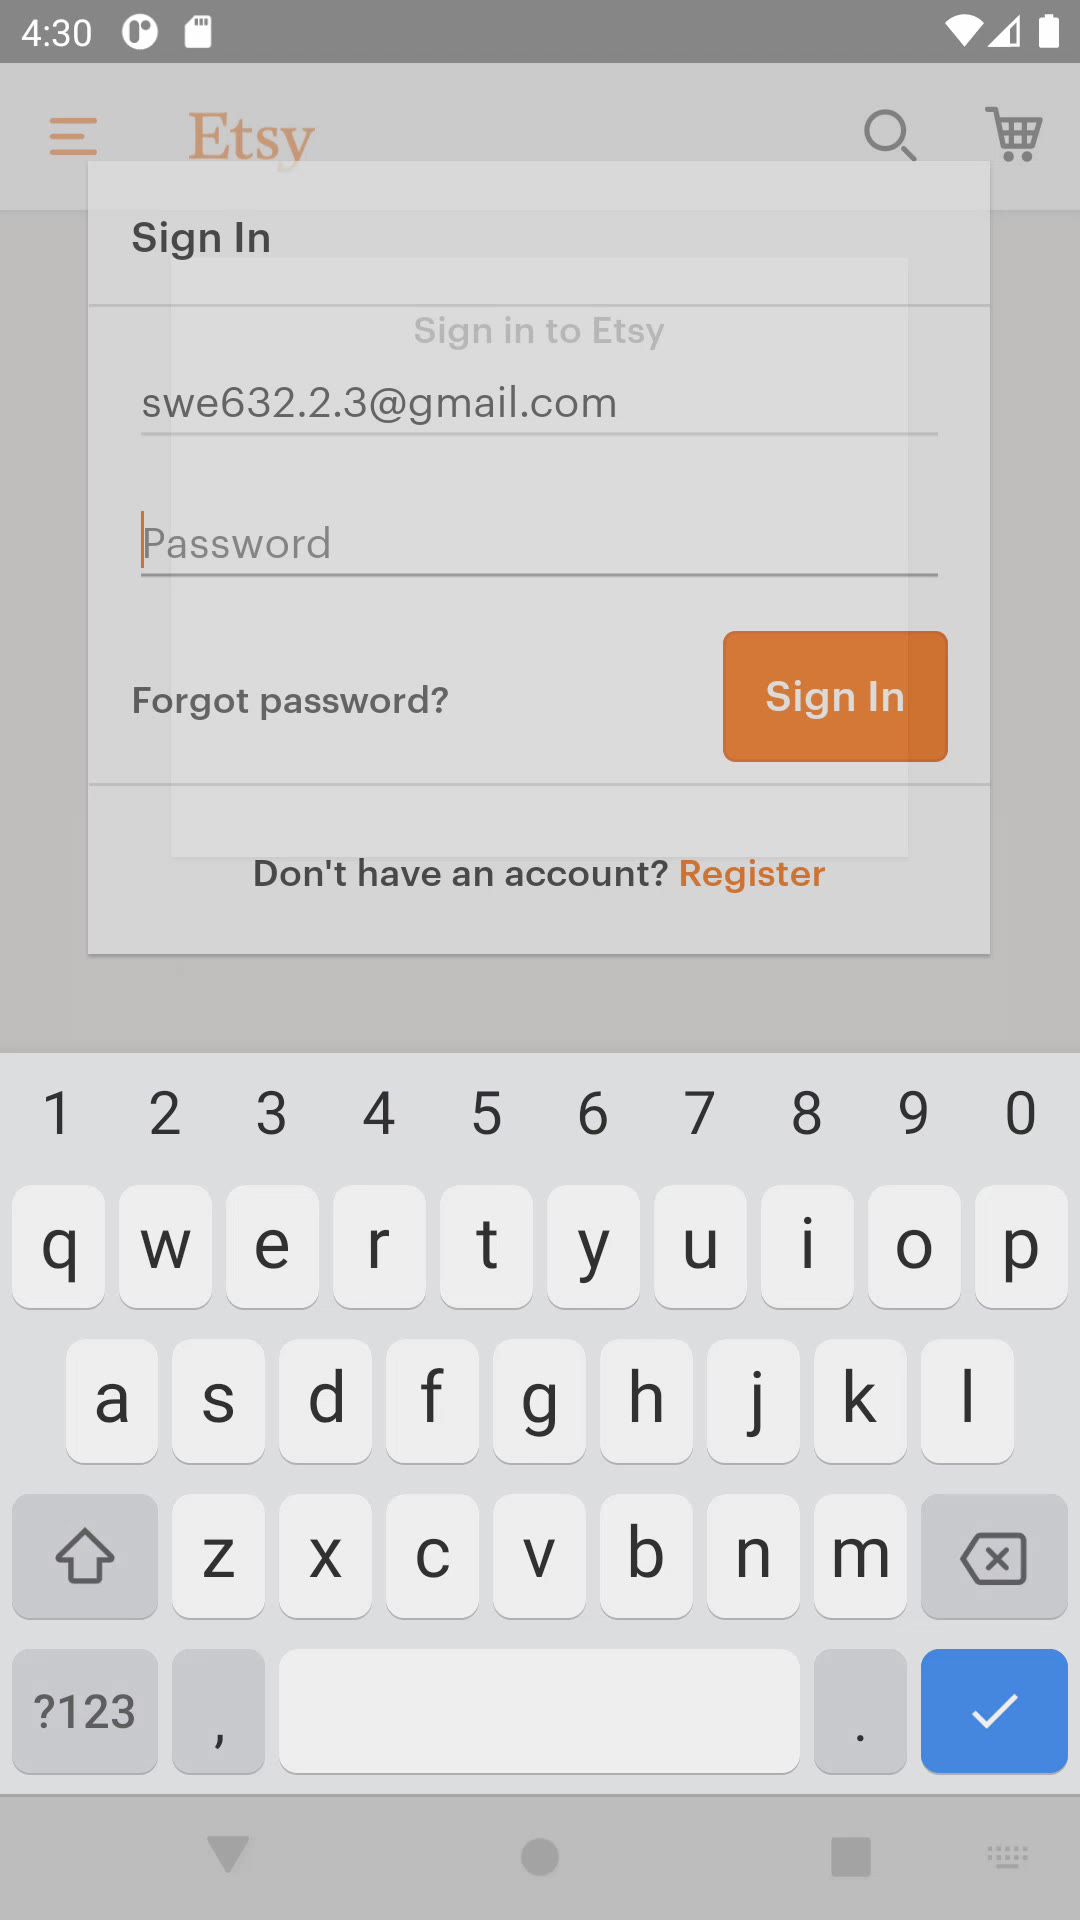 4:30
Etsy
Sign In
Sign in to Etsy
swe632.2.3@gmail.com
Password
Forgot password?
Sign In
Don't have an account? Register
1 2 3 4 5 6 7 8 9 0
q w e r t y u i o p
a s d f g h j k l
z x c v b n m
?123 , .